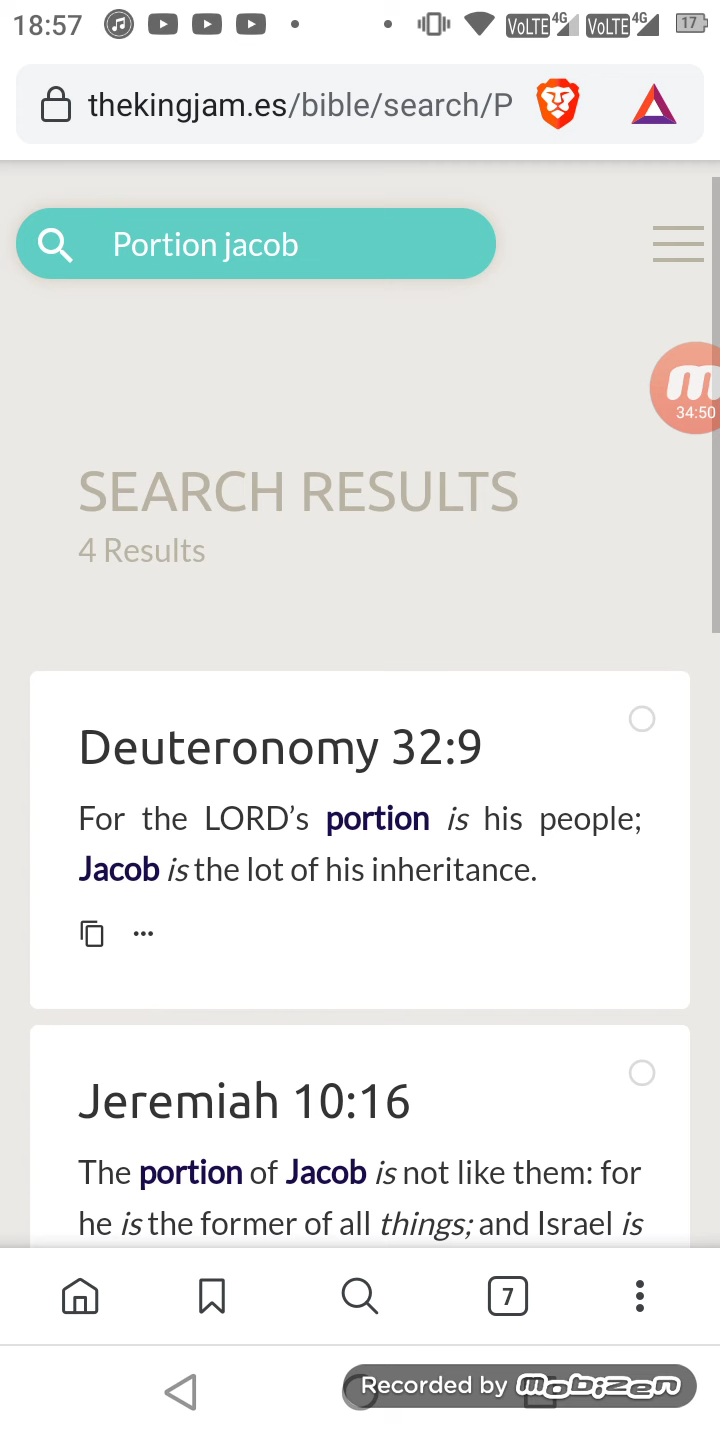 18:57 VoLTE 4G VoLTE 4G 17
thekingjam.es/bible/search/P
Portion jacob
m
34:50
SEARCH RESULTS
4 Results
Deuteronomy 32:9
For the LORD’s portion is his people;
Jacob is the lot of his inheritance.
Jeremiah 10:16
The portion of Jacob is not like them: for
he is the former of all things; and Israel is
7
Recorded by mobizen